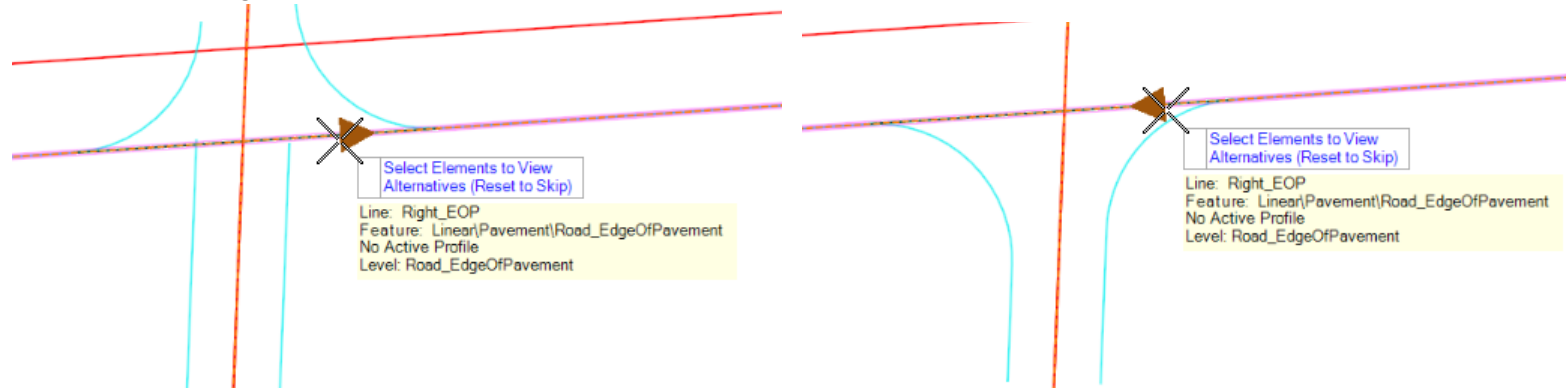 Select Elements to View
Alternatives (Reset to Skip)
Line: Right_EOP
Feature: Linear\Pavement\Road_EdgeOfPavement
No Active Profile
Level: Road_EdgeOfPavement
Select Elements to View
Alternatives (Reset to Skip)
Line: Right_EOP
Feature: Linear\Pavement\Road_EdgeOfPavement
No Active Profile
Level: Road_EdgeOfPavement